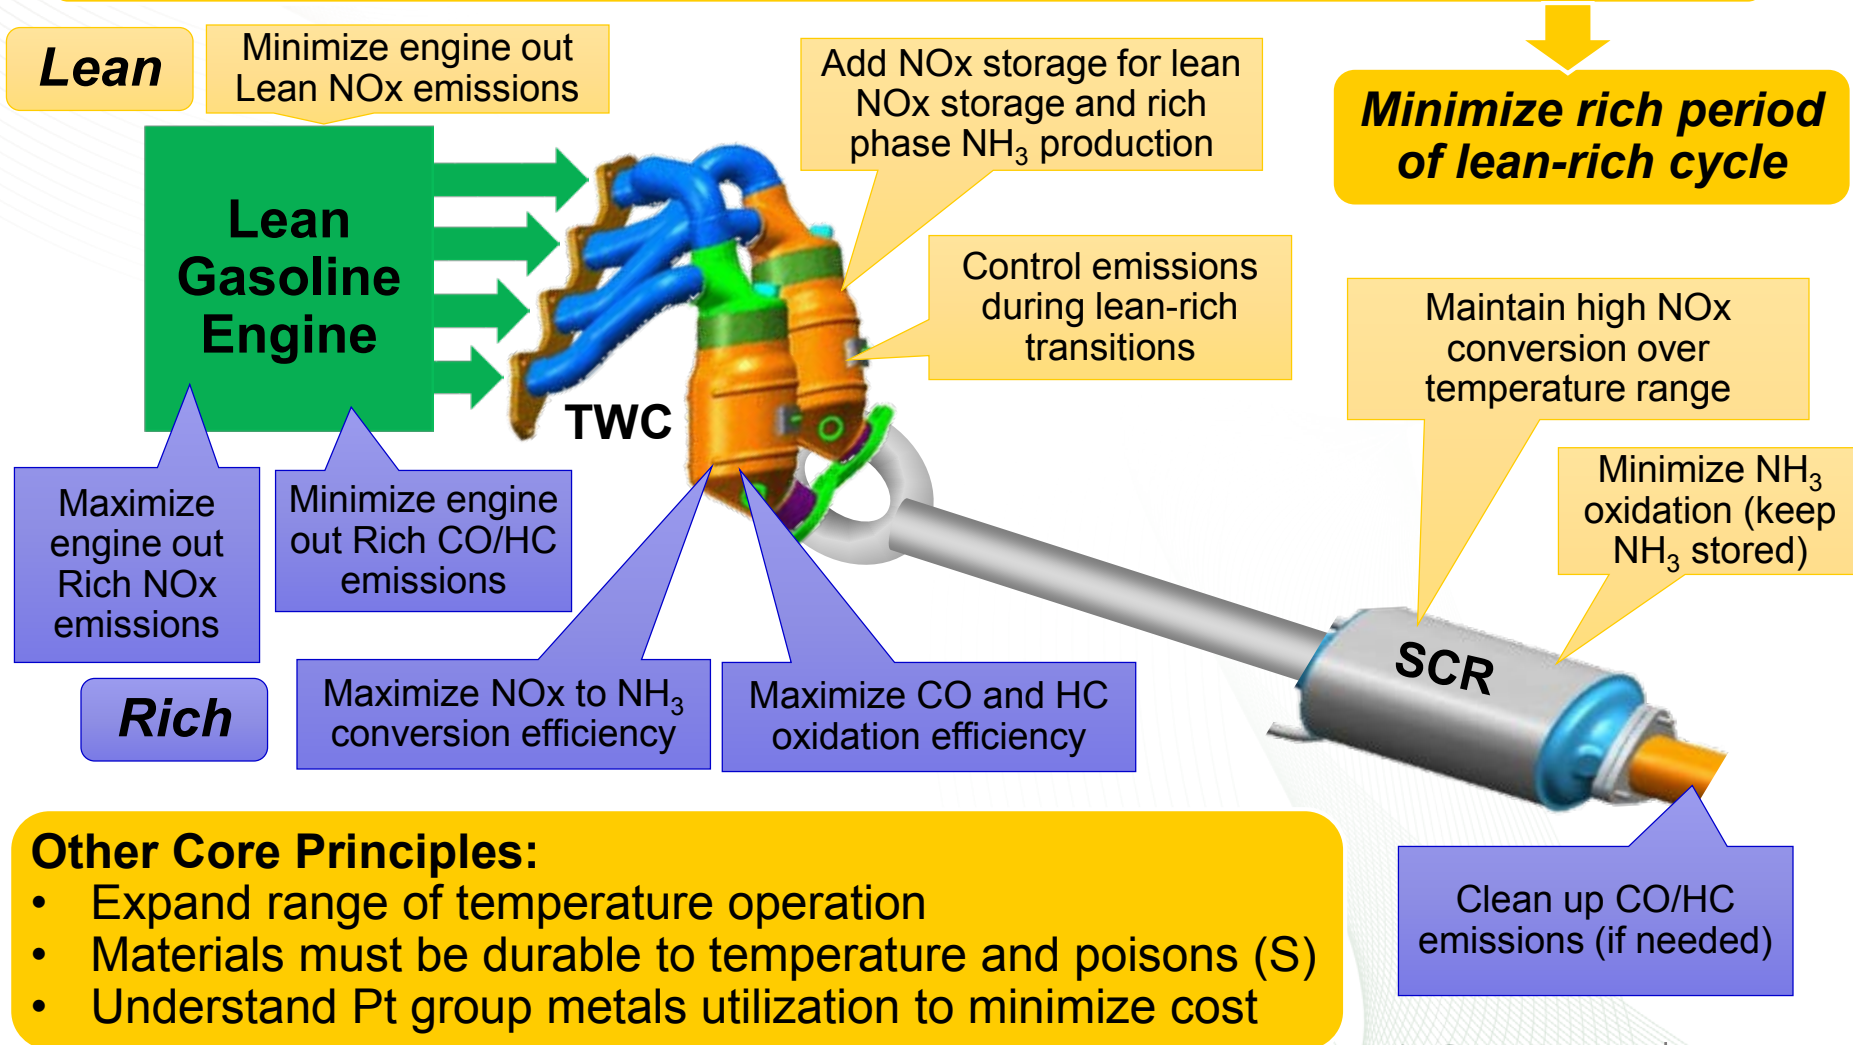 Lean
Minimize engine out
Lean NOx emissions
Add NOx storage for lean
NOx storage and rich
phase NH₃ production
Minimize rich period
of lean-rich cycle
Lean
Gasoline
Engine
Control emissions
during lean-rich
transitions
Maintain high NOx
conversion over
temperature range
TWC
Minimize NH₃
oxidation (keep
NH₃ stored)
Maximize
engine out
Rich NOx
emissions
Minimize engine
out Rich CO/HC
emissions
SCR
Rich
Maximize NOx to NH₃
conversion efficiency
Maximize CO and HC
oxidation efficiency
Other Core Principles:
• Expand range of temperature operation
• Materials must be durable to temperature and poisons (S)
• Understand Pt group metals utilization to minimize cost
Clean up CO/HC
emissions (if needed)